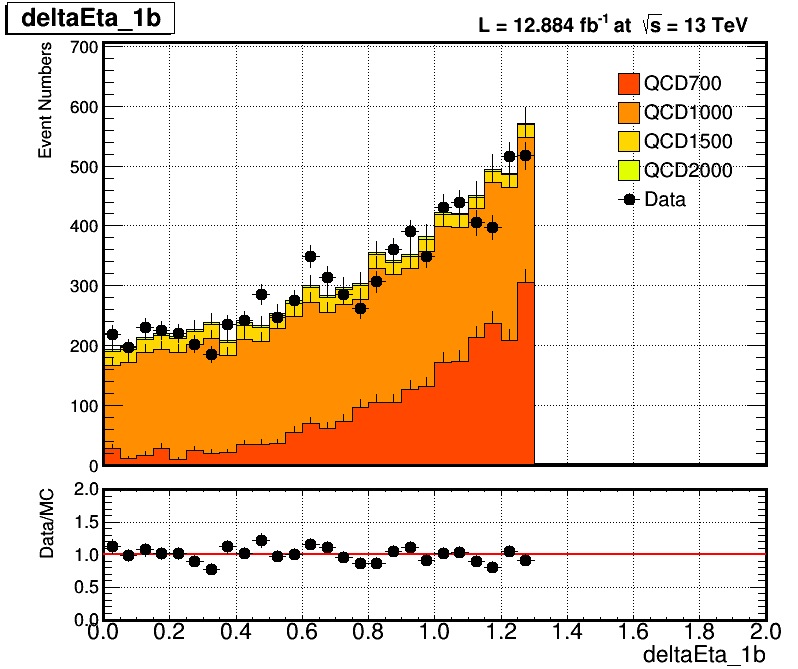 deltaEta_1b
L = 12.884 fb-1 at √s = 13 TeV
Event Numbers
700
600
500
400
300
200
100
0
QCD700
QCD1000
QCD1500
QCD2000
Data
Data/MC
2.0
1.5
1.0
0.5
0.0
0.0 0.2 0.4 0.6 0.8 1.0 1.2 1.4 1.6 1.8 2.0
deltaEta_1b